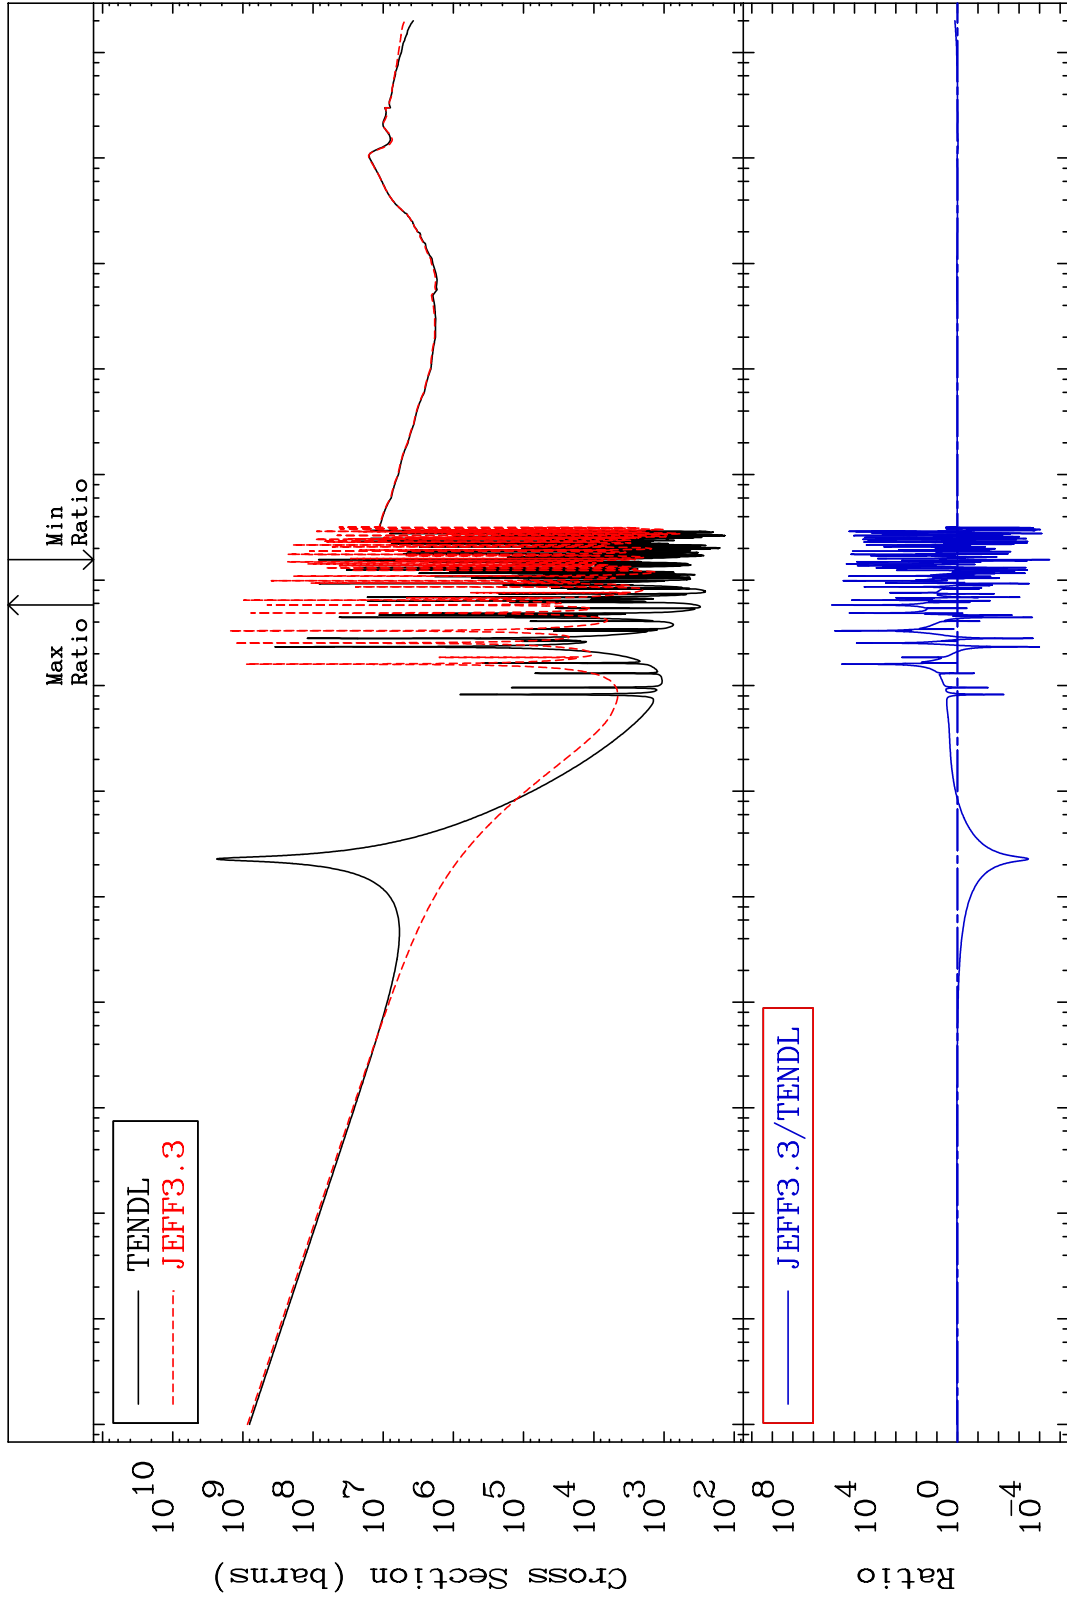 Max
Ratio
Min
Ratio
TENDL
JEFF3.3
Cross Section (barns)
10^10
10^9
10^8
10^7
10^6
10^5
10^4
10^3
10^2
JEFF3.3/TENDL
Ratio
10^8
10^4
10^0
10^-4